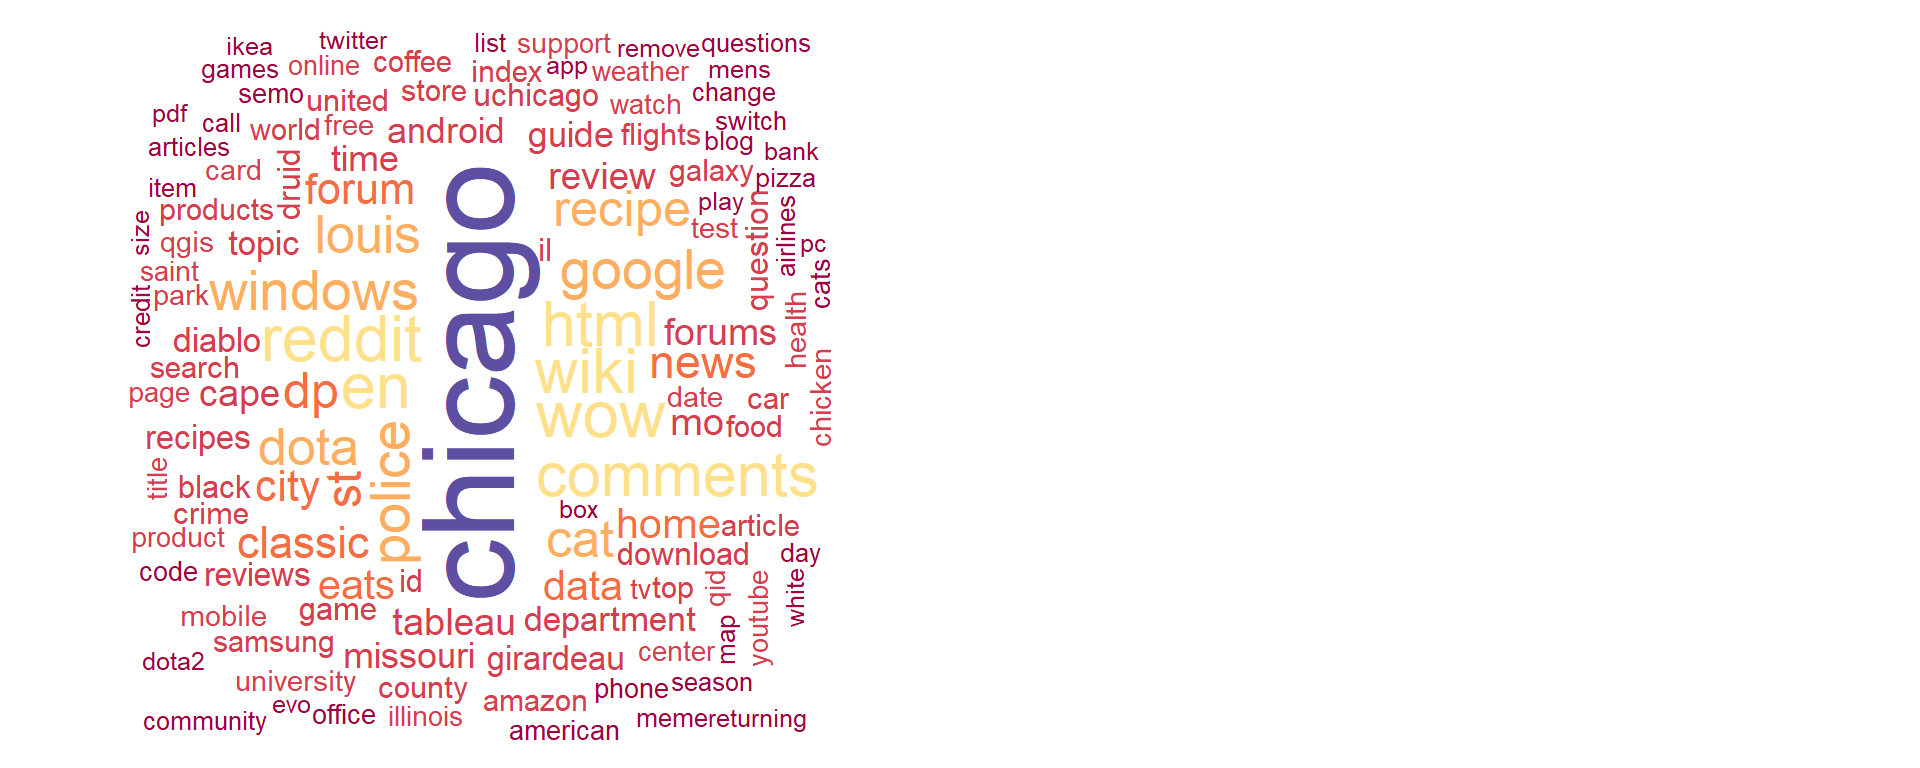 ikea twitter list support remove questions
games online coffee index app weather mens
semo united store uchicago watch change
pdf call world free android guide flights blog switch
articles card druid time review galaxy bank pizza
item products forum louis recipe play test question airlines
size qgis topic il google pc cats
saint park windows
credit diablo reddit html forums health
search wiki news
page cape dp en wow date car chicken
mo food
chicago
recipes dota police comments
title black city st box
crime home article
product classic cat download day
code reviews eats id data tv top qid youtube white
mobile game tableau department map
samsung missouri girardeau center
dota2
university county amazon phone season
community evo office illinois american meme returning